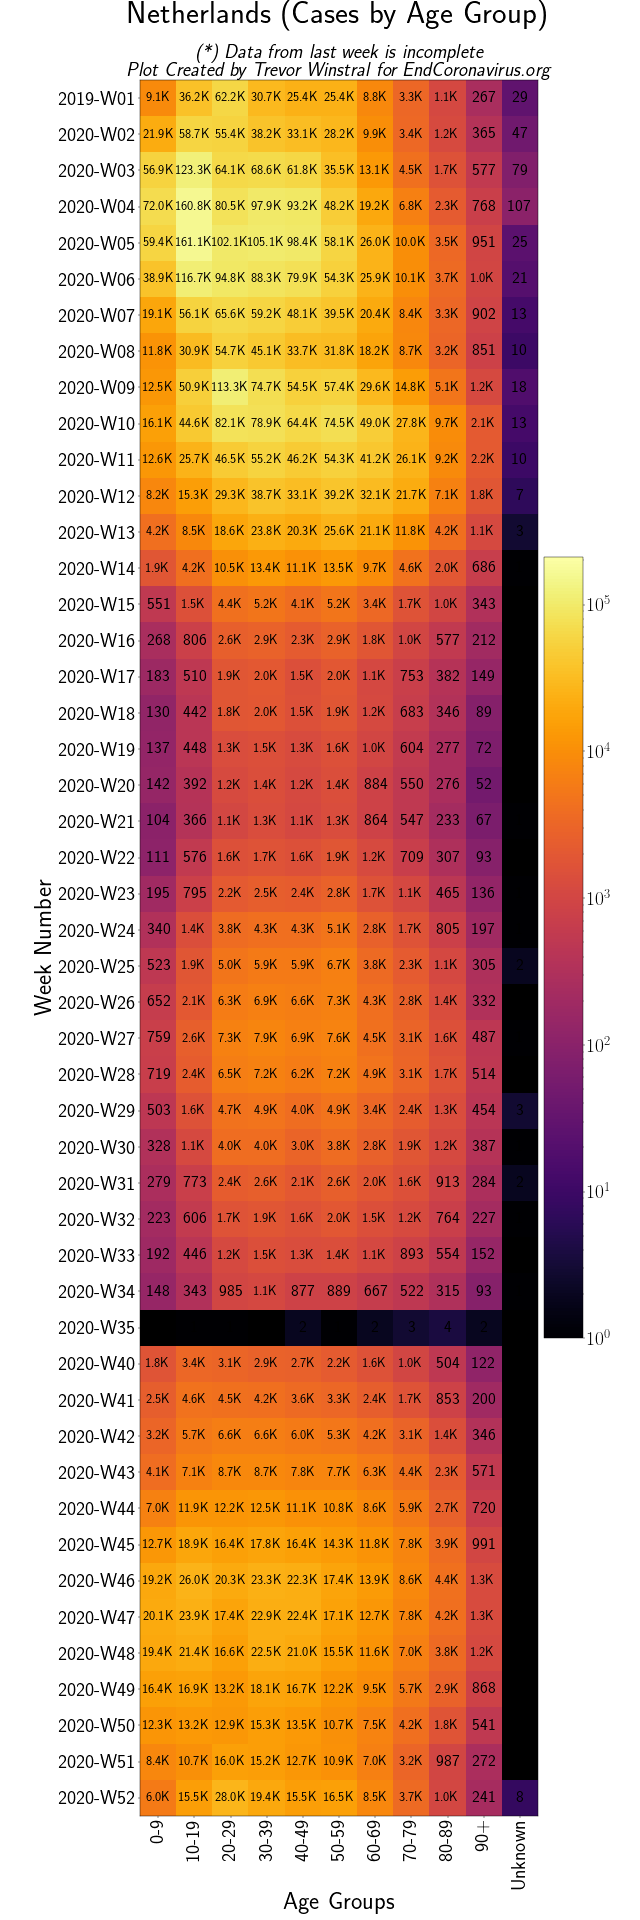 Netherlands (Cases by Age Group)
(*) Data from last week is incomplete
Plot Created by Trevor Winstral for EndCoronavirus.org
2019-W01 9.1K 36.2K 62.2K 30.7K 25.4K 25.4K 8.8K 3.3K 1.1K 267 29
2020-W02 21.9K 58.7K 55.4K 38.2K 33.1K 28.2K 9.9K 3.4K 1.2K 365 47
2020-W03 56.9K 123.3K 64.1K 68.6K 61.8K 35.5K 13.1K 4.5K 1.7K 577 79
2020-W04 72.0K 160.8K 80.5K 97.9K 93.2K 48.2K 19.2K 6.8K 2.3K 768 107
2020-W05 59.4K 161.1K 102.1K 105.1K 98.4K 58.1K 26.0K 10.0K 3.5K 951 25
2020-W06 38.9K 116.7K 94.8K 88.3K 79.9K 54.3K 25.9K 10.1K 3.7K 1.0K 21
2020-W07 19.1K 56.1K 65.6K 59.2K 48.1K 39.5K 20.4K 8.4K 3.3K 902 13
2020-W08 11.8K 30.9K 54.7K 45.1K 33.7K 31.8K 18.2K 8.7K 3.2K 851 10
2020-W09 12.5K 50.9K 113.3K 74.7K 54.5K 57.4K 29.6K 14.8K 5.1K 1.2K 18
2020-W10 16.1K 44.6K 82.1K 78.9K 64.4K 74.5K 49.0K 27.8K 9.7K 2.1K 13
2020-W11 12.6K 25.7K 46.5K 55.2K 46.2K 54.3K 41.2K 26.1K 9.2K 2.2K 10
2020-W12 8.2K 15.3K 29.3K 38.7K 33.1K 39.2K 32.1K 21.7K 7.1K 1.8K 7
2020-W13 4.2K 8.5K 18.6K 23.8K 20.3K 25.6K 21.1K 11.8K 4.2K 1.1K 3
2020-W14 1.9K 4.2K 10.5K 13.4K 11.1K 13.5K 9.7K 4.6K 2.0K 686
2020-W15 551 1.5K 4.4K 5.2K 4.1K 5.2K 3.4K 1.7K 1.0K 343
2020-W16 268 806 2.6K 2.9K 2.3K 2.9K 1.8K 1.0K 577 212
2020-W17 183 510 1.9K 2.0K 1.5K 2.0K 1.1K 753 382 149
2020-W18 130 442 1.8K 2.0K 1.5K 1.9K 1.2K 683 346 89
2020-W19 137 448 1.3K 1.5K 1.3K 1.6K 1.0K 604 277 72
2020-W20 142 392 1.2K 1.4K 1.2K 1.4K 884 550 276 52
2020-W21 104 366 1.1K 1.3K 1.1K 1.3K 864 547 233 67
2020-W22 111 576 1.6K 1.7K 1.6K 1.9K 1.2K 709 307 93
2020-W23 195 795 2.2K 2.5K 2.4K 2.8K 1.7K 1.1K 465 136
2020-W24 340 1.4K 3.8K 4.3K 4.3K 5.1K 2.8K 1.7K 805 197
2020-W25 523 1.9K 5.0K 5.9K 5.9K 6.7K 3.8K 2.3K 1.1K 305 2
2020-W26 652 2.1K 6.3K 6.9K 6.6K 7.3K 4.3K 2.8K 1.4K 332
2020-W27 759 2.6K 7.3K 7.9K 6.9K 7.6K 4.5K 3.1K 1.6K 487
2020-W28 719 2.4K 6.5K 7.2K 6.2K 7.2K 4.9K 3.1K 1.7K 514
2020-W29 503 1.6K 4.7K 4.9K 4.0K 4.9K 3.4K 2.4K 1.3K 454 3
2020-W30 328 1.1K 4.0K 4.0K 3.0K 3.8K 2.8K 1.9K 1.2K 387
2020-W31 279 773 2.4K 2.6K 2.1K 2.6K 2.0K 1.6K 913 284 2
2020-W32 223 606 1.7K 1.9K 1.6K 2.0K 1.5K 1.2K 764 227
2020-W33 192 446 1.2K 1.5K 1.3K 1.4K 1.1K 893 554 152
2020-W34 148 343 985 1.1K 877 889 667 522 315 93
2020-W35 2 2 3 4 2
2020-W40 1.8K 3.4K 3.1K 2.9K 2.7K 2.2K 1.6K 1.0K 504 122
2020-W41 2.5K 4.6K 4.5K 4.2K 3.6K 3.3K 2.4K 1.7K 853 200
2020-W42 3.2K 5.7K 6.6K 6.6K 6.0K 5.3K 4.2K 3.1K 1.4K 346
2020-W43 4.1K 7.1K 8.7K 8.7K 7.8K 7.7K 6.3K 4.4K 2.3K 571
2020-W44 7.0K 11.9K 12.2K 12.5K 11.1K 10.8K 8.6K 5.9K 2.7K 720
2020-W45 12.7K 18.9K 16.4K 17.8K 16.4K 14.3K 11.8K 7.8K 3.9K 991
2020-W46 19.2K 26.0K 20.3K 23.3K 22.3K 17.4K 13.9K 8.6K 4.4K 1.3K
2020-W47 20.1K 23.9K 17.4K 22.9K 22.4K 17.1K 12.7K 7.8K 4.2K 1.3K
2020-W48 19.4K 21.4K 16.6K 22.5K 21.0K 15.5K 11.6K 7.0K 3.8K 1.2K
2020-W49 16.4K 16.9K 13.2K 18.1K 16.7K 12.2K 9.5K 5.7K 2.9K 868
2020-W50 12.3K 13.2K 12.9K 15.3K 13.5K 10.7K 7.5K 4.2K 1.8K 541
2020-W51 8.4K 10.7K 16.0K 15.2K 12.7K 10.9K 7.0K 3.2K 987 272
2020-W52 6.0K 15.5K 28.0K 19.4K 15.5K 16.5K 8.5K 3.7K 1.0K 241 8
0-9 10-19 20-29 30-39 40-49 50-59 60-69 70-79 80-89 90+ Unknown
Age Groups
Week Number
10⁵
10⁴
10³
10²
10¹
10⁰